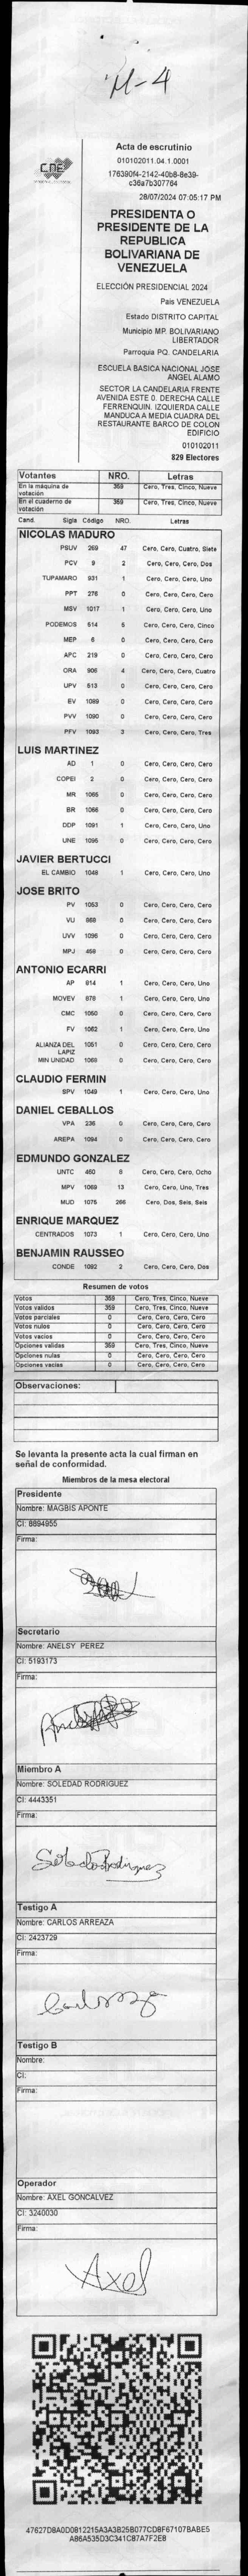 M-4
CNE
Acta de escrutinio
010102011.04.1.0001
176390f4-2142-40b8-8e39-
c36a7b307764
28/07/2024 07:05:17 PM
PRESIDENTA O
PRESIDENTE DE LA
REPUBLICA
BOLIVARIANA DE
VENEZUELA
ELECCIÓN PRESIDENCIAL 2024
Pais VENEZUELA
Estado DISTRITO CAPITAL
Municipio MP. BOLIVARIANO
LIBERTADOR
Parroquia PQ. CANDELARIA
ESCUELA BASICA NACIONAL JOSE
ANGEL ALAMO
SECTOR LA CANDELARIA FRENTE
AVENIDA ESTE 0. DERECHA CALLE
FERRENQUIN. IZQUIERDA CALLE
MANDUCA A MEDIA CUADRA DEL
RESTAURANTE BARCO DE COLON
EDIFICIO
010102011
829 Electores
Votantes NRO. Letras
En la máquina de votación 359 Cero, Tres, Cinco, Nueve
En el cuaderno de votación 359 Cero, Tres, Cinco, Nueve
Cand. Sigla Código NRO. Letras
NICOLAS MADURO
PSUV 269 47 Cero, Cero, Cuatro, Siete
PCV 9 2 Cero, Cero, Cero, Dos
TUPAMARO 931 1 Cero, Cero, Cero, Uno
PPT 276 0 Cero, Cero, Cero, Cero
MSV 1017 1 Cero, Cero, Cero, Uno
PODEMOS 514 5 Cero, Cero, Cero, Cinco
MEP 6 0 Cero, Cero, Cero, Cero
APC 219 0 Cero, Cero, Cero, Cero
ORA 906 4 Cero, Cero, Cero, Cuatro
UPV 513 0 Cero, Cero, Cero, Cero
EV 1089 0 Cero, Cero, Cero, Cero
PVV 1090 0 Cero, Cero, Cero, Cero
PFV 1093 3 Cero, Cero, Cero, Tres
LUIS MARTINEZ
AD 1 0 Cero, Cero, Cero, Cero
COPEI 2 0 Cero, Cero, Cero, Cero
MR 1065 0 Cero, Cero, Cero, Cero
BR 1066 0 Cero, Cero, Cero, Cero
DDP 1091 1 Cero, Cero, Cero, Uno
UNE 1095 0 Cero, Cero, Cero, Cero
JAVIER BERTUCCI
EL CAMBIO 1048 1 Cero, Cero, Cero, Uno
JOSE BRITO
PV 1053 0 Cero, Cero, Cero, Cero
VU 868 0 Cero, Cero, Cero, Cero
UVV 1096 0 Cero, Cero, Cero, Cero
MPJ 458 0 Cero, Cero, Cero, Cero
ANTONIO ECARRI
AP 814 1 Cero, Cero, Cero, Uno
MOVEV 878 1 Cero, Cero, Cero, Uno
CMC 1050 0 Cero, Cero, Cero, Cero
FV 1062 1 Cero, Cero, Cero, Uno
ALIANZA DEL LAPIZ 1051 0 Cero, Cero, Cero, Cero
MIN UNIDAD 1068 0 Cero, Cero, Cero, Cero
CLAUDIO FERMIN
SPV 1049 1 Cero, Cero, Cero, Uno
DANIEL CEBALLOS
VPA 236 0 Cero, Cero, Cero, Cero
AREPA 1094 0 Cero, Cero, Cero, Cero
EDMUNDO GONZALEZ
UNTC 460 8 Cero, Cero, Cero, Ocho
MPV 1069 13 Cero, Cero, Uno, Tres
MUD 1075 266 Cero, Dos, Seis, Seis
ENRIQUE MARQUEZ
CENTRADOS 1073 1 Cero, Cero, Cero, Uno
BENJAMIN RAUSSEO
CONDE 1092 2 Cero, Cero, Cero, Dos
Resumen de votos
Votos 359 Cero, Tres, Cinco, Nueve
Votos validos 359 Cero, Tres, Cinco, Nueve
Votos parciales 0 Cero, Cero, Cero, Cero
Votos nulos 0 Cero, Cero, Cero, Cero
Votos vacios 0 Cero, Cero, Cero, Cero
Opciones validas 359 Cero, Tres, Cinco, Nueve
Opciones nulas 0 Cero, Cero, Cero, Cero
Opciones vacias 0 Cero, Cero, Cero, Cero
Observaciones:
Se levanta la presente acta la cual firman en
señal de conformidad.
Miembros de la mesa electoral
Presidente
Nombre: MAGBIS APONTE
CI: 8894955
Firma:
Secretario
Nombre: ANELSY PEREZ
CI: 5193173
Firma:
Miembro A
Nombre: SOLEDAD RODRIGUEZ
CI: 4443351
Firma:
Soledad Rodriguez
Testigo A
Nombre: CARLOS ARREAZA
CI: 2423729
Firma:
Testigo B
Nombre:
CI:
Firma:
Operador
Nombre: AXEL GONCALVEZ
CI: 3240030
Firma:
Axel
47627D8A0D0812215A3A3B25B077CD8F67107BABE5
A86A535D3C341C87A7F2E8